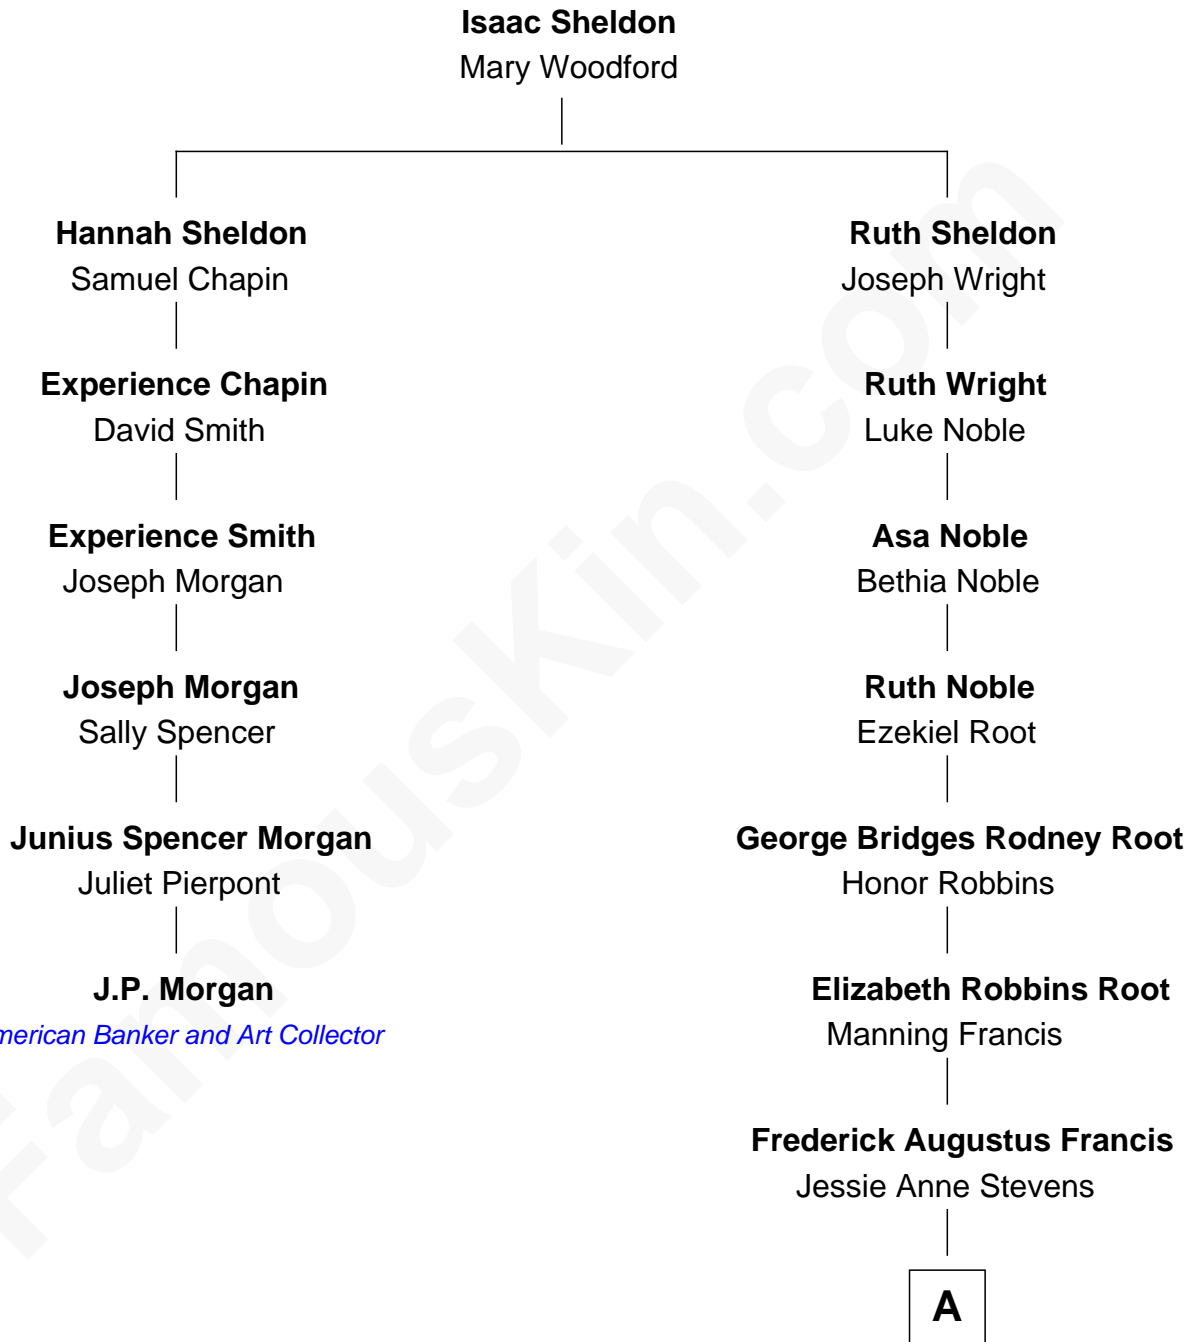 Isaac Sheldon
Mary Woodford
Hannah Sheldon
Samuel Chapin
Experience Chapin
David Smith
Experience Smith
Joseph Morgan
Joseph Morgan
Sally Spencer
Junius Spencer Morgan
Juliet Pierpont
J.P. Morgan
merican Banker and Art Collector
Ruth Sheldon
Joseph Wright
Ruth Wright
Luke Noble
Asa Noble
Bethia Noble
Ruth Noble
Ezekiel Root
George Bridges Rodney Root
Honor Robbins
Elizabeth Robbins Root
Manning Francis
Frederick Augustus Francis
Jessie Anne Stevens
A
FamousKin.com